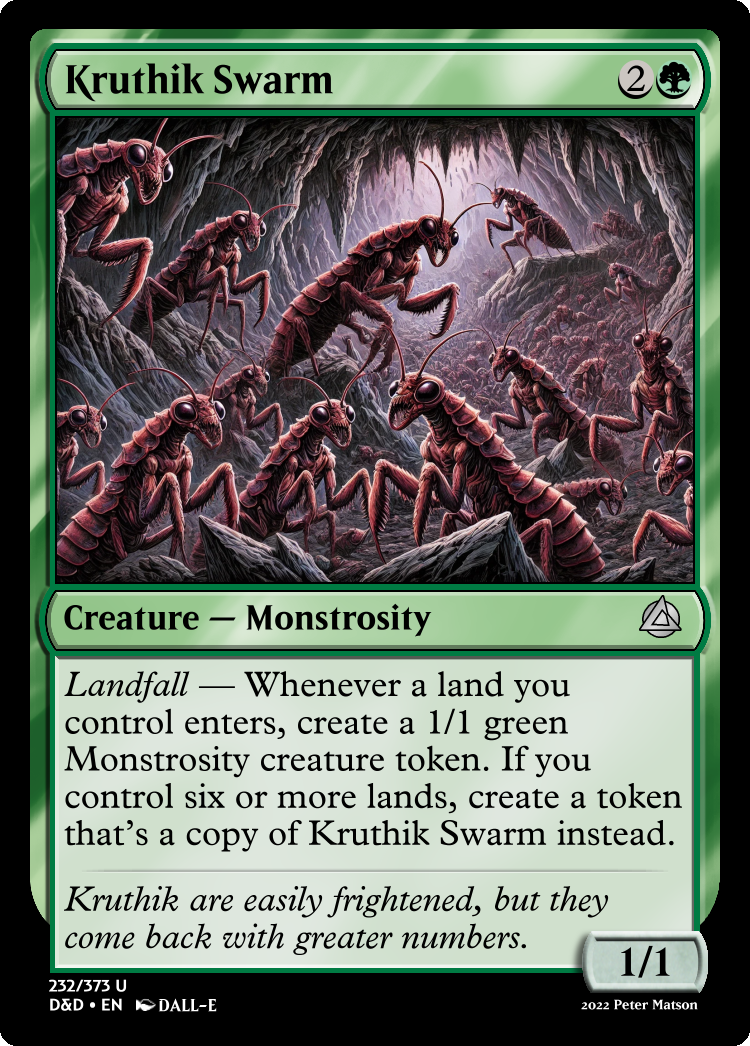 Kruthik Swarm 2
Creature — Monstrosity
Landfall — Whenever a land you
control enters, create a 1/1 green
Monstrosity creature token. If you
control six or more lands, create a token
that's a copy of Kruthik Swarm instead.
Kruthik are easily frightened, but they
come back with greater numbers.
1/1
232/373 U
D&D • EN DALL-E
2022 Peter Matson